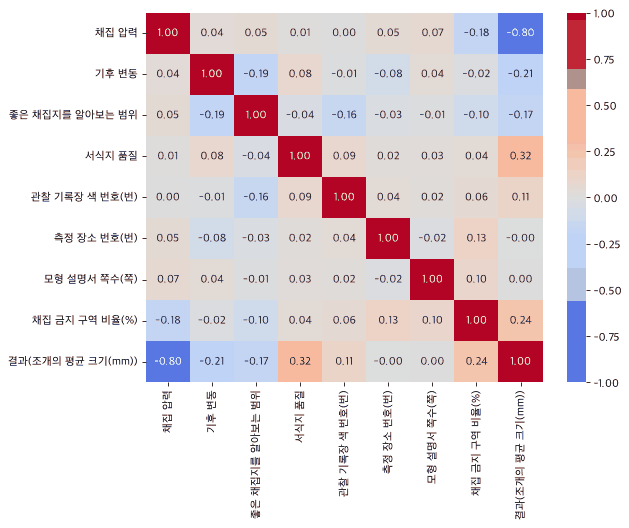 채집 압력 1.00 0.04 0.05 0.01 0.00 0.05 0.07 -0.18 -0.80
기후 변동 0.04 1.00 -0.19 0.08 -0.01 -0.08 0.04 -0.02 -0.21
좋은 채집지를 알아보는 범위 0.05 -0.19 1.00 -0.04 -0.16 -0.03 -0.01 -0.10 -0.17
서식지 품질 0.01 0.08 -0.04 1.00 0.09 0.02 0.03 0.04 0.32
관찰 기록장 색 번호(번) 0.00 -0.01 -0.16 0.09 1.00 0.04 0.02 0.06 0.11
측정 장소 번호(번) 0.05 -0.08 -0.03 0.02 0.04 1.00 -0.02 0.13 -0.00
모형 설명서 쪽수(쪽) 0.07 0.04 -0.01 0.03 0.02 -0.02 1.00 0.10 0.00
채집 금지 구역 비율(%) -0.18 -0.02 -0.10 0.04 0.06 0.13 0.10 1.00 0.24
결과(조개의 평균 크기(mm)) -0.80 -0.21 -0.17 0.32 0.11 -0.00 0.00 0.24 1.00
채집 압력
기후 변동
좋은 채집지를 알아보는 범위
서식지 품질
관찰 기록장 색 번호(번)
측정 장소 번호(번)
모형 설명서 쪽수(쪽)
채집 금지 구역 비율(%)
결과(조개의 평균 크기(mm))
1.00
0.75
0.50
0.25
0.00
-0.25
-0.50
-0.75
-1.00